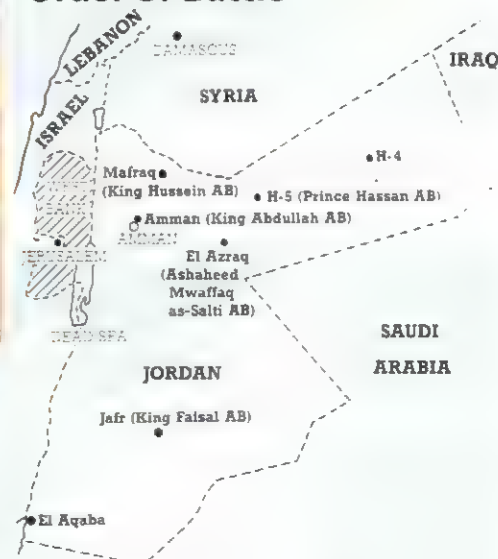 Order of Battle
LEBANON
DAMASCUS
IRAQ
SYRIA
ISRAEL
H-4
Mafraq
(King Hussein AB)
H-5 (Prince Hassan AB)
BANK
Amman (King Abdullah AB)
AMMAN
JERUSALEM
El Azraq
(Ashaheed
Mwaffaq
as-Salti AB)
DEAD SEA
SAUDI
ARABIA
JORDAN
Jafr (King Faisal AB)
El Aqaba